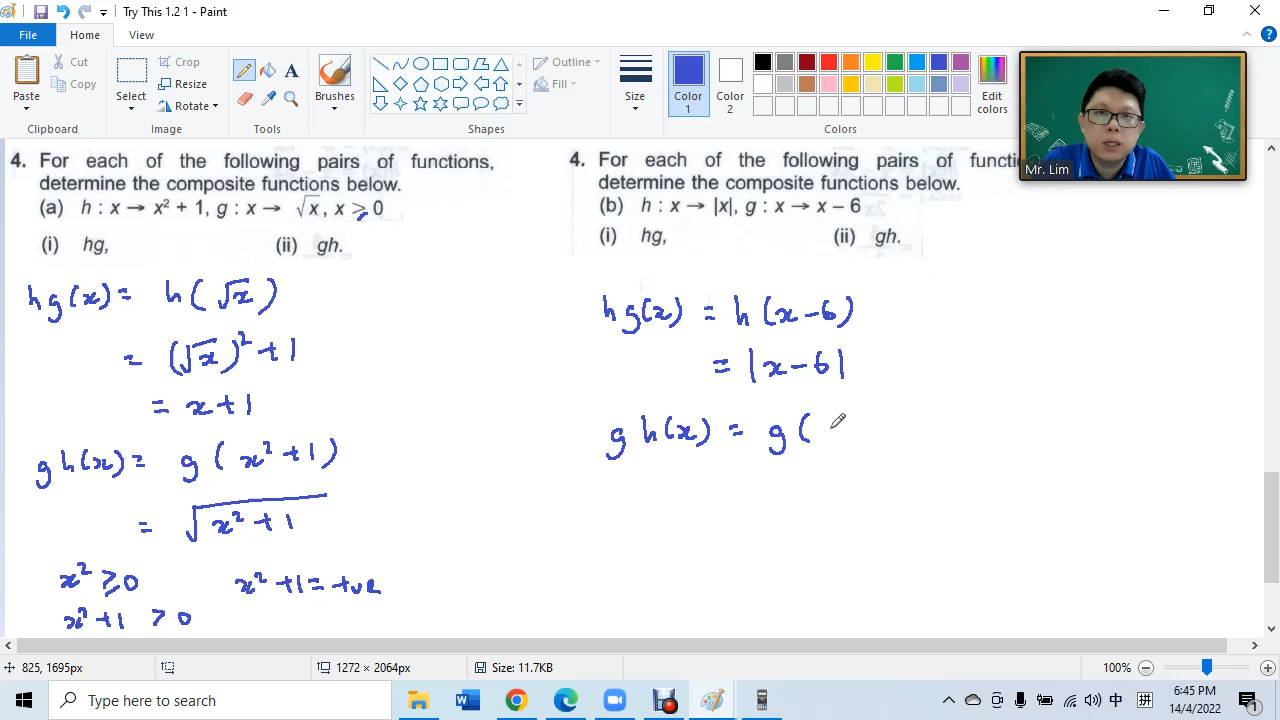 Try This 1.2 1 - Paint
File Home View
Paste
Cut
Copy
Clipboard
Select
Crop
Resize
Rotate
Image
Tools
Brushes
Shapes
Outline
Fill
Size
Color 1
Color 2
Colors
Edit colors
Mr. Lim
4. For each of the following pairs of functions,
determine the composite functions below.
(a) h : x → x² + 1, g : x → √x, x ≥ 0
(i) hg, (ii) gh.
hg(x) = h(√x)
= (√x)² + 1
= x + 1
gh(x) = g(x² + 1)
= √(x² + 1)
x² ≥ 0 x² + 1 = +ve
x² + 1 > 0
4. For each of the following pairs of functi
determine the composite functions below.
(b) h : x → |x|, g : x → x – 6
(i) hg, (ii) gh.
hg(x) = h(x – 6)
= |x – 6|
gh(x) = g(
825, 1695px
1272 × 2064px
Size: 11.7KB
100%
Type here to search
中
拼
6:45 PM
14/4/2022
1